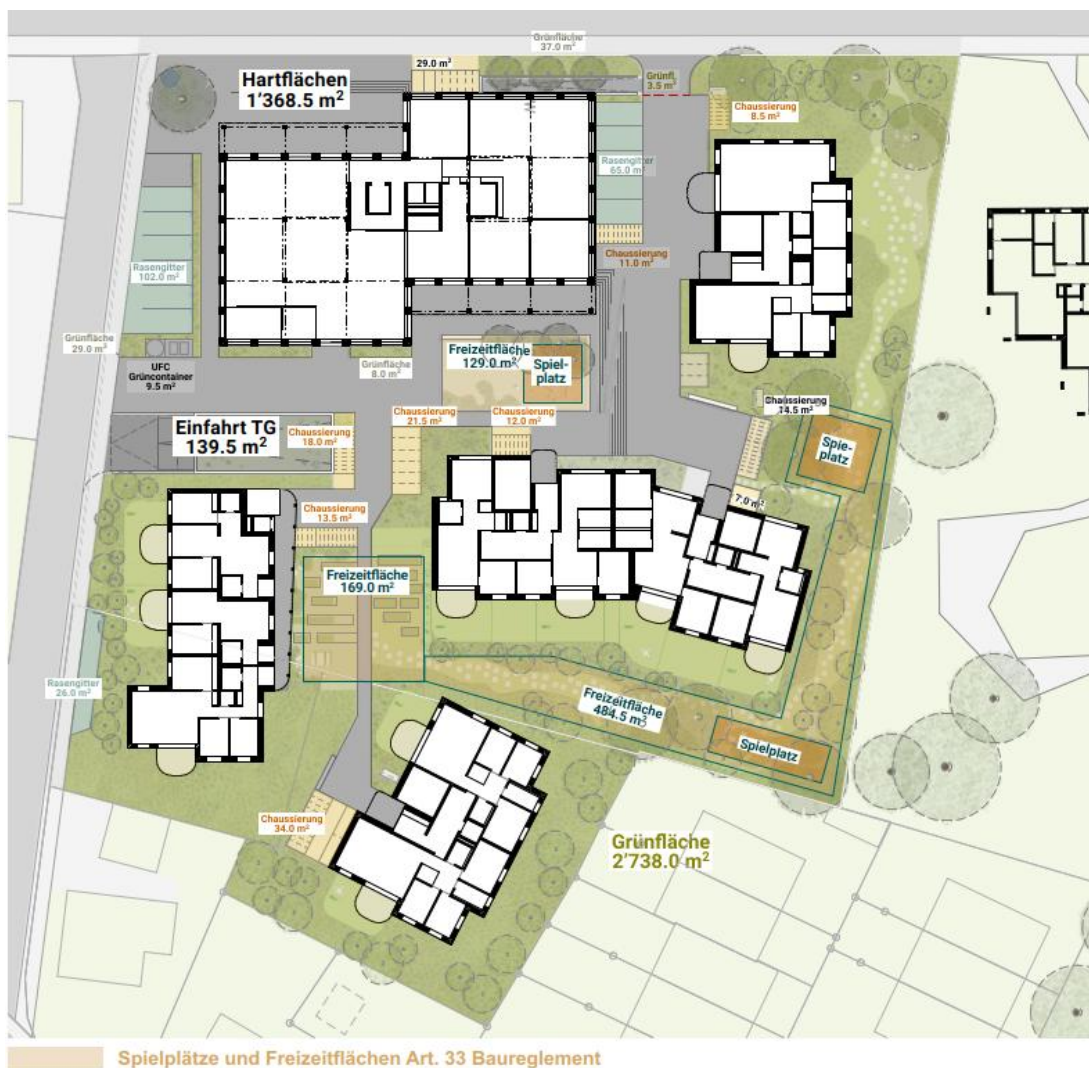 Grünfläche
37.0 m²
29.0 m²
Hartflächen
1’368.5 m²
Grünfl.
3.5 m²
Chaussierung
8.5 m²
Rasengitter
65.0 m²
Chaussierung
11.0 m²
Rasengitter
102.0 m²
Grünfläche
29.0 m²
UFC
Grüncontainer
9.5 m²
Grünfläche
8.0 m²
Freizeitfläche
129.0 m²
Spiel-
platz
Chaussierung
14.5 m²
Einfahrt TG
139.5 m²
Chaussierung
18.0 m²
Chaussierung
21.5 m²
Chaussierung
12.0 m²
Spie-
platz
7.0 m²
Chaussierung
13.5 m²
Freizeitfläche
169.0 m²
Rasengitter
26.0 m²
Freizeitfläche
484.5 m²
Spielplatz
Chaussierung
34.0 m²
Grünfläche
2’738.0 m²
Spielplätze und Freizeitflächen Art. 33 Baureglement